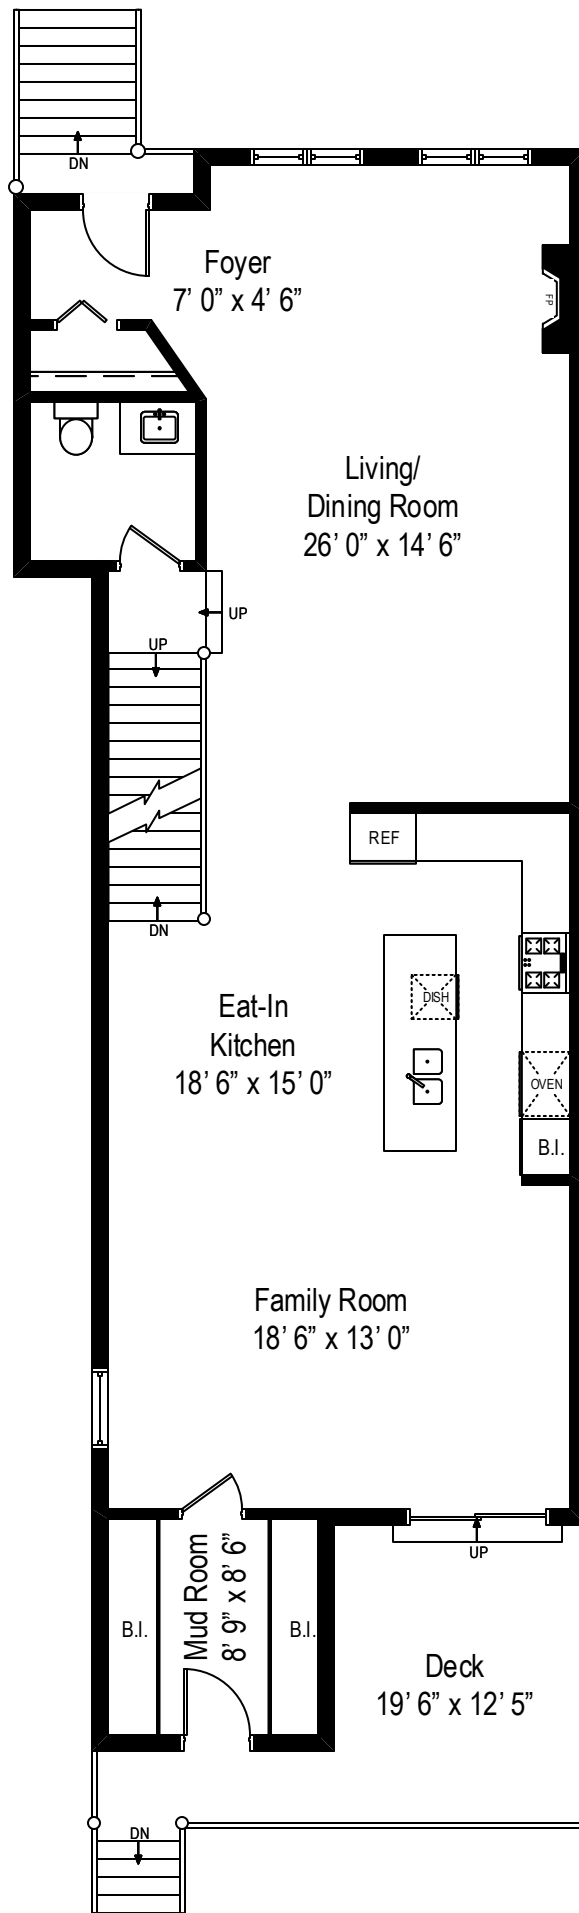 DN
Foyer
7' 0" x 4' 6"
FP
Living/
Dining Room
26' 0" x 14' 6"
UP
UP
REF
DN
DISH
Eat-In
Kitchen
18' 6" x 15' 0"
OVEN
B.I.
Family Room
18' 6" x 13' 0"
UP
Mud Room
8' 9" x 8' 6"
B.I.
B.I.
Deck
19' 6" x 12' 5"
DN